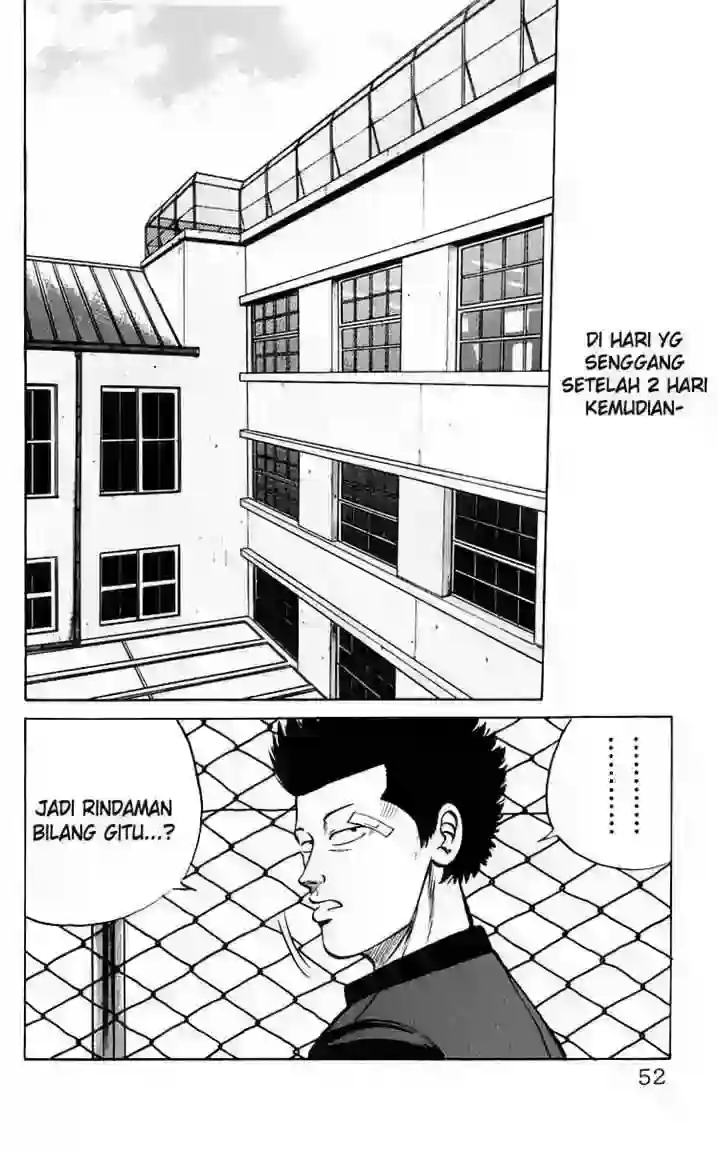 DI HARI YG
SENGGANG
SETELAH 2 HARI
KEMUDIAN-
JADI RINDAMAN
BILANG GITU...?
.........
.........
52